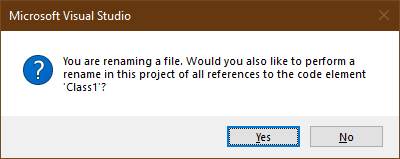 Microsoft Visual Studio
You are renaming a file. Would you also like to perform a
rename in this project of all references to the code element
'Class1'?
Yes
No